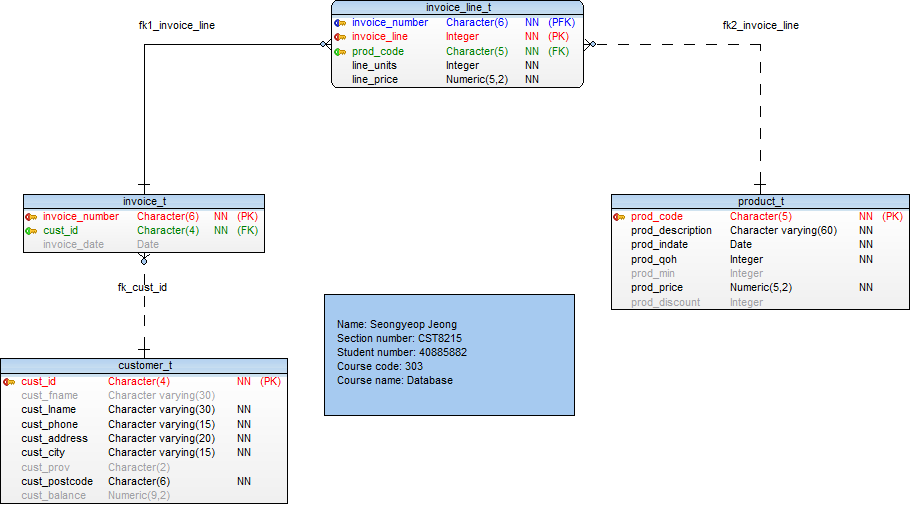 fk1_invoice_line
invoice_line_t
fk2_invoice_line
invoice_number Character(6) NN (PFK)
invoice_line Integer NN (PK)
prod_code Character(5) NN (FK)
line_units Integer NN
line_price Numeric(5,2) NN
invoice_t
invoice_number Character(6) NN (PK)
cust_id Character(4) NN (FK)
invoice_date Date
product_t
prod_code Character(5) NN (PK)
prod_description Character varying(60) NN
prod_indate Date NN
prod_qoh Integer NN
prod_min Integer
prod_price Numeric(5,2) NN
prod_discount Integer
fk_cust_id
Name: Seongyeop Jeong
Section number: CST8215
Student number: 40885882
Course code: 303
Course name: Database
customer_t
cust_id Character(4) NN (PK)
cust_fname Character varying(30)
cust_lname Character varying(30) NN
cust_phone Character varying(15) NN
cust_address Character varying(20) NN
cust_city Character varying(15) NN
cust_prov Character(2)
cust_postcode Character(6) NN
cust_balance Numeric(9,2)